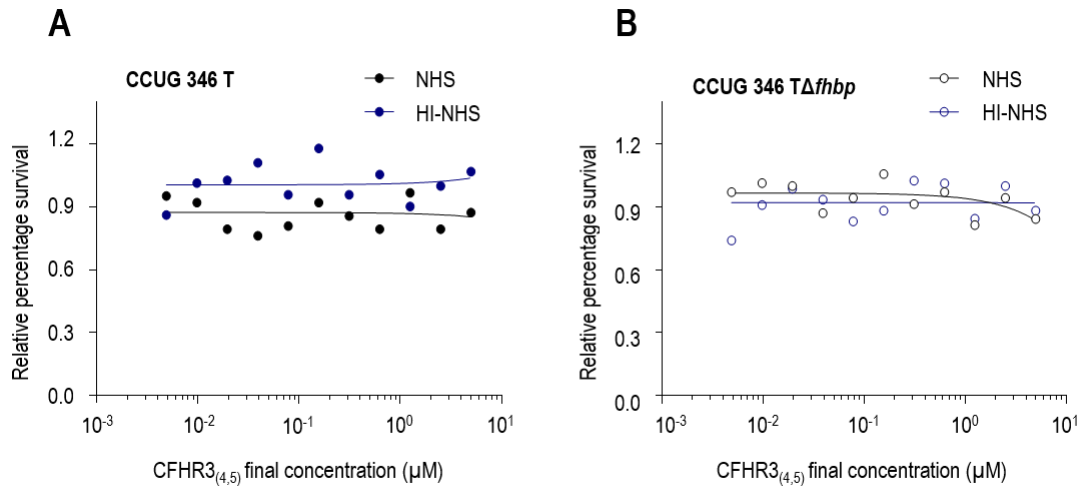 A
CCUG 346 T
NHS
HI-NHS
Relative percentage survival
1.2
0.9
0.6
0.3
0.0
10⁻³
10⁻²
10⁻¹
10⁰
10¹
CFHR3₍₄,₅₎ final concentration (µM)
B
CCUG 346 TΔfhbp
NHS
HI-NHS
Relative percentage survival
1.2
0.9
0.6
0.3
0.0
10⁻³
10⁻²
10⁻¹
10⁰
10¹
CFHR3₍₄,₅₎ final concentration (µM)